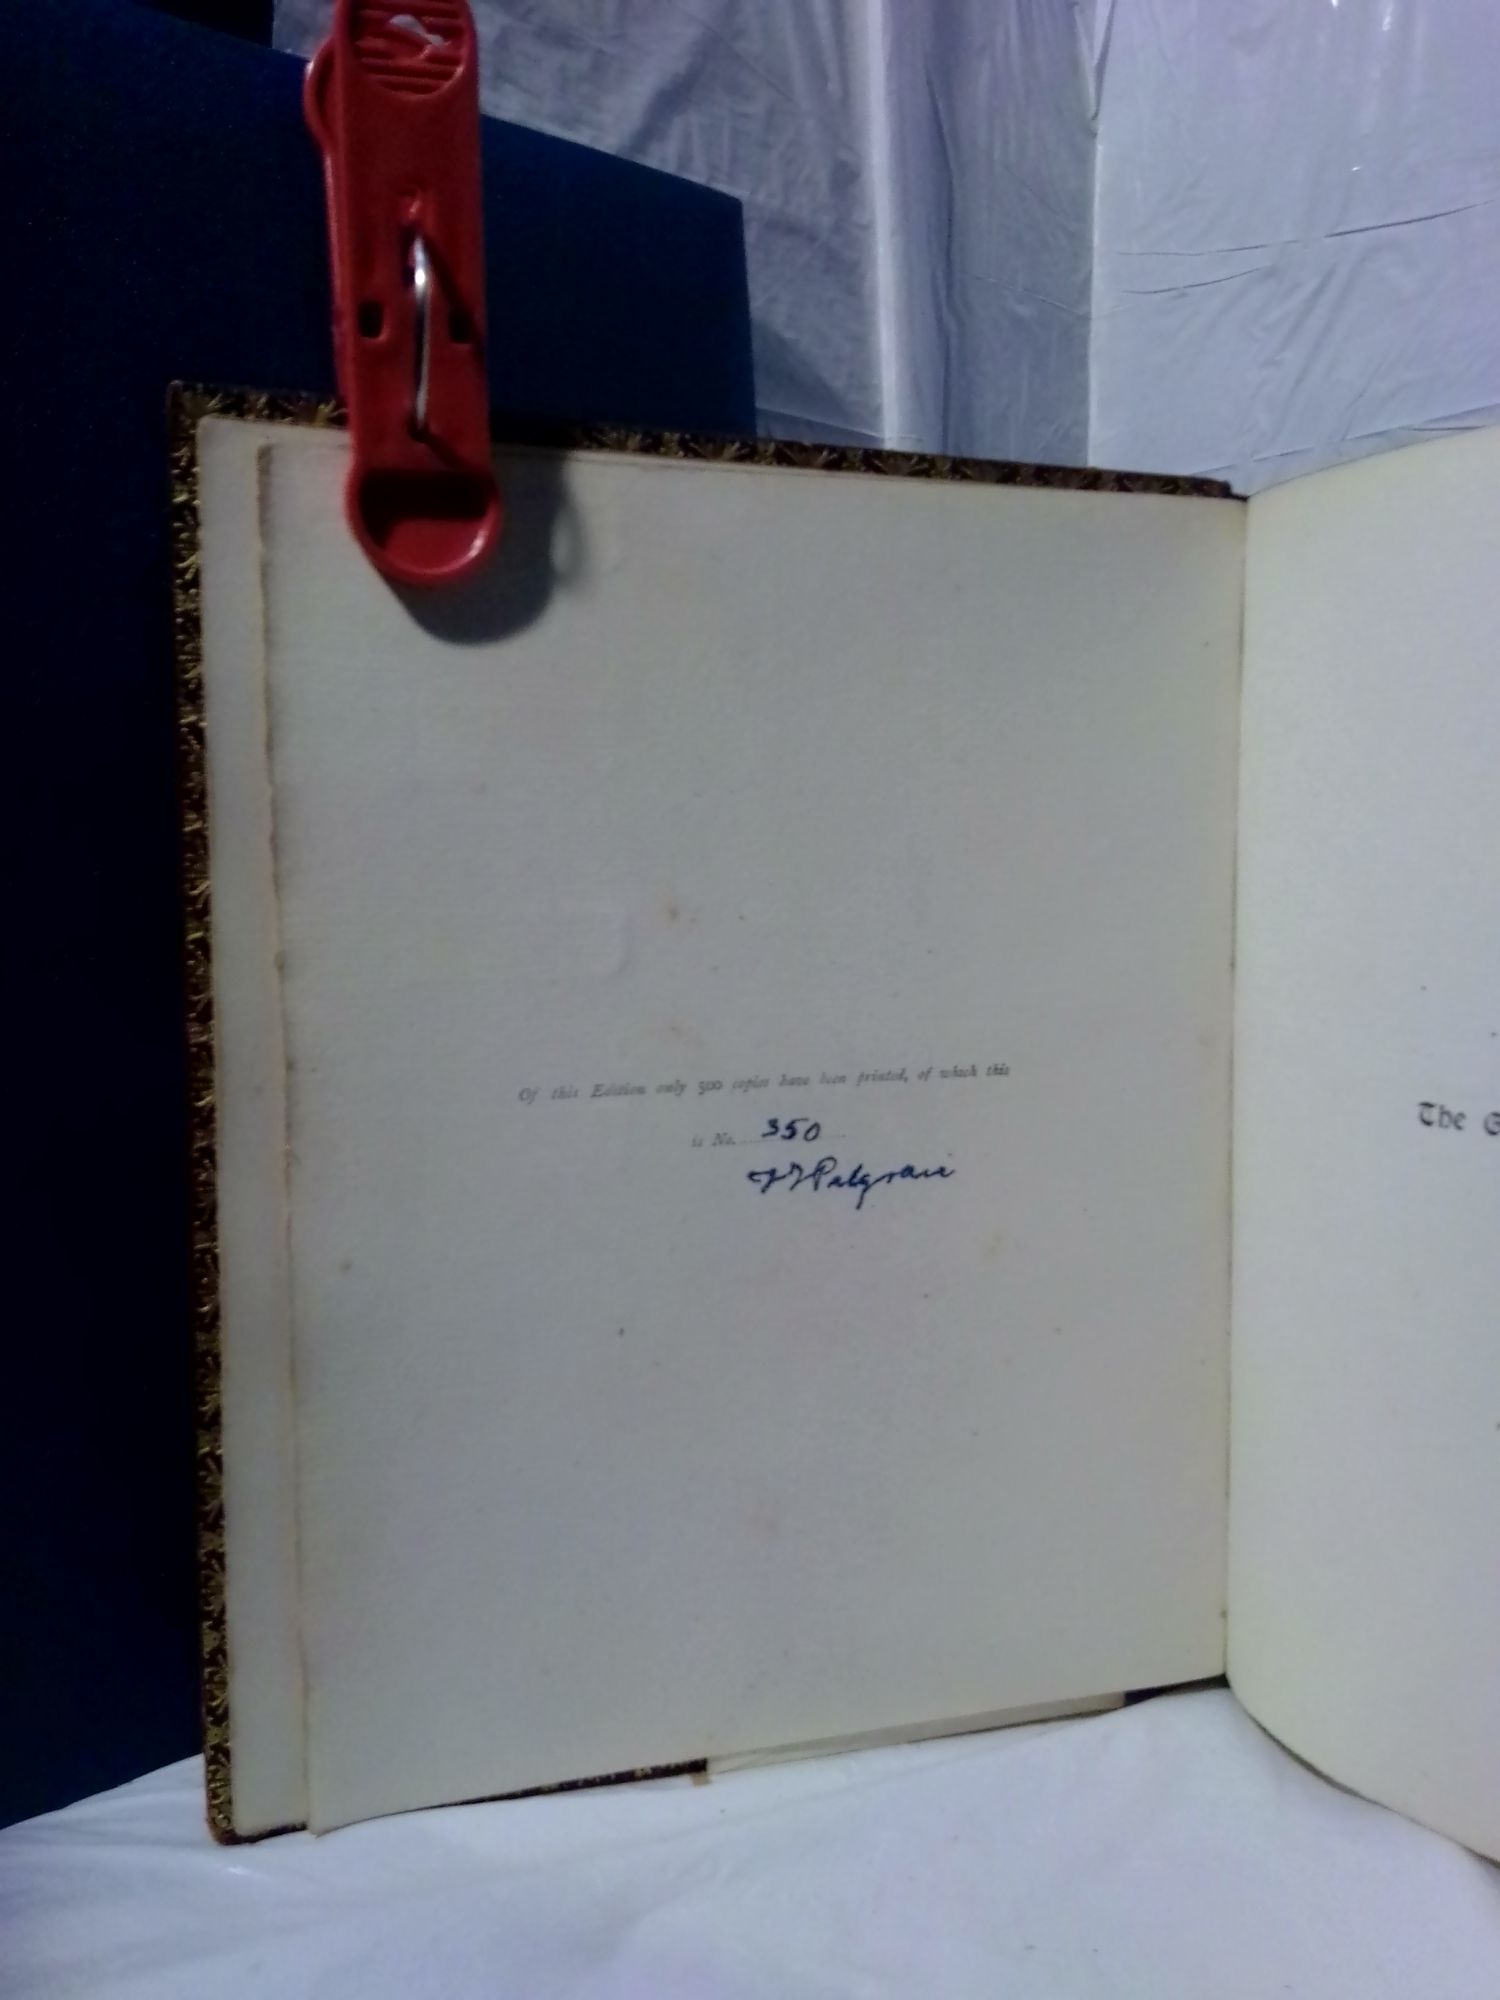 Of this Edition only 500 copies have been printed, of which this
is No. 350
F T Palgrave
The